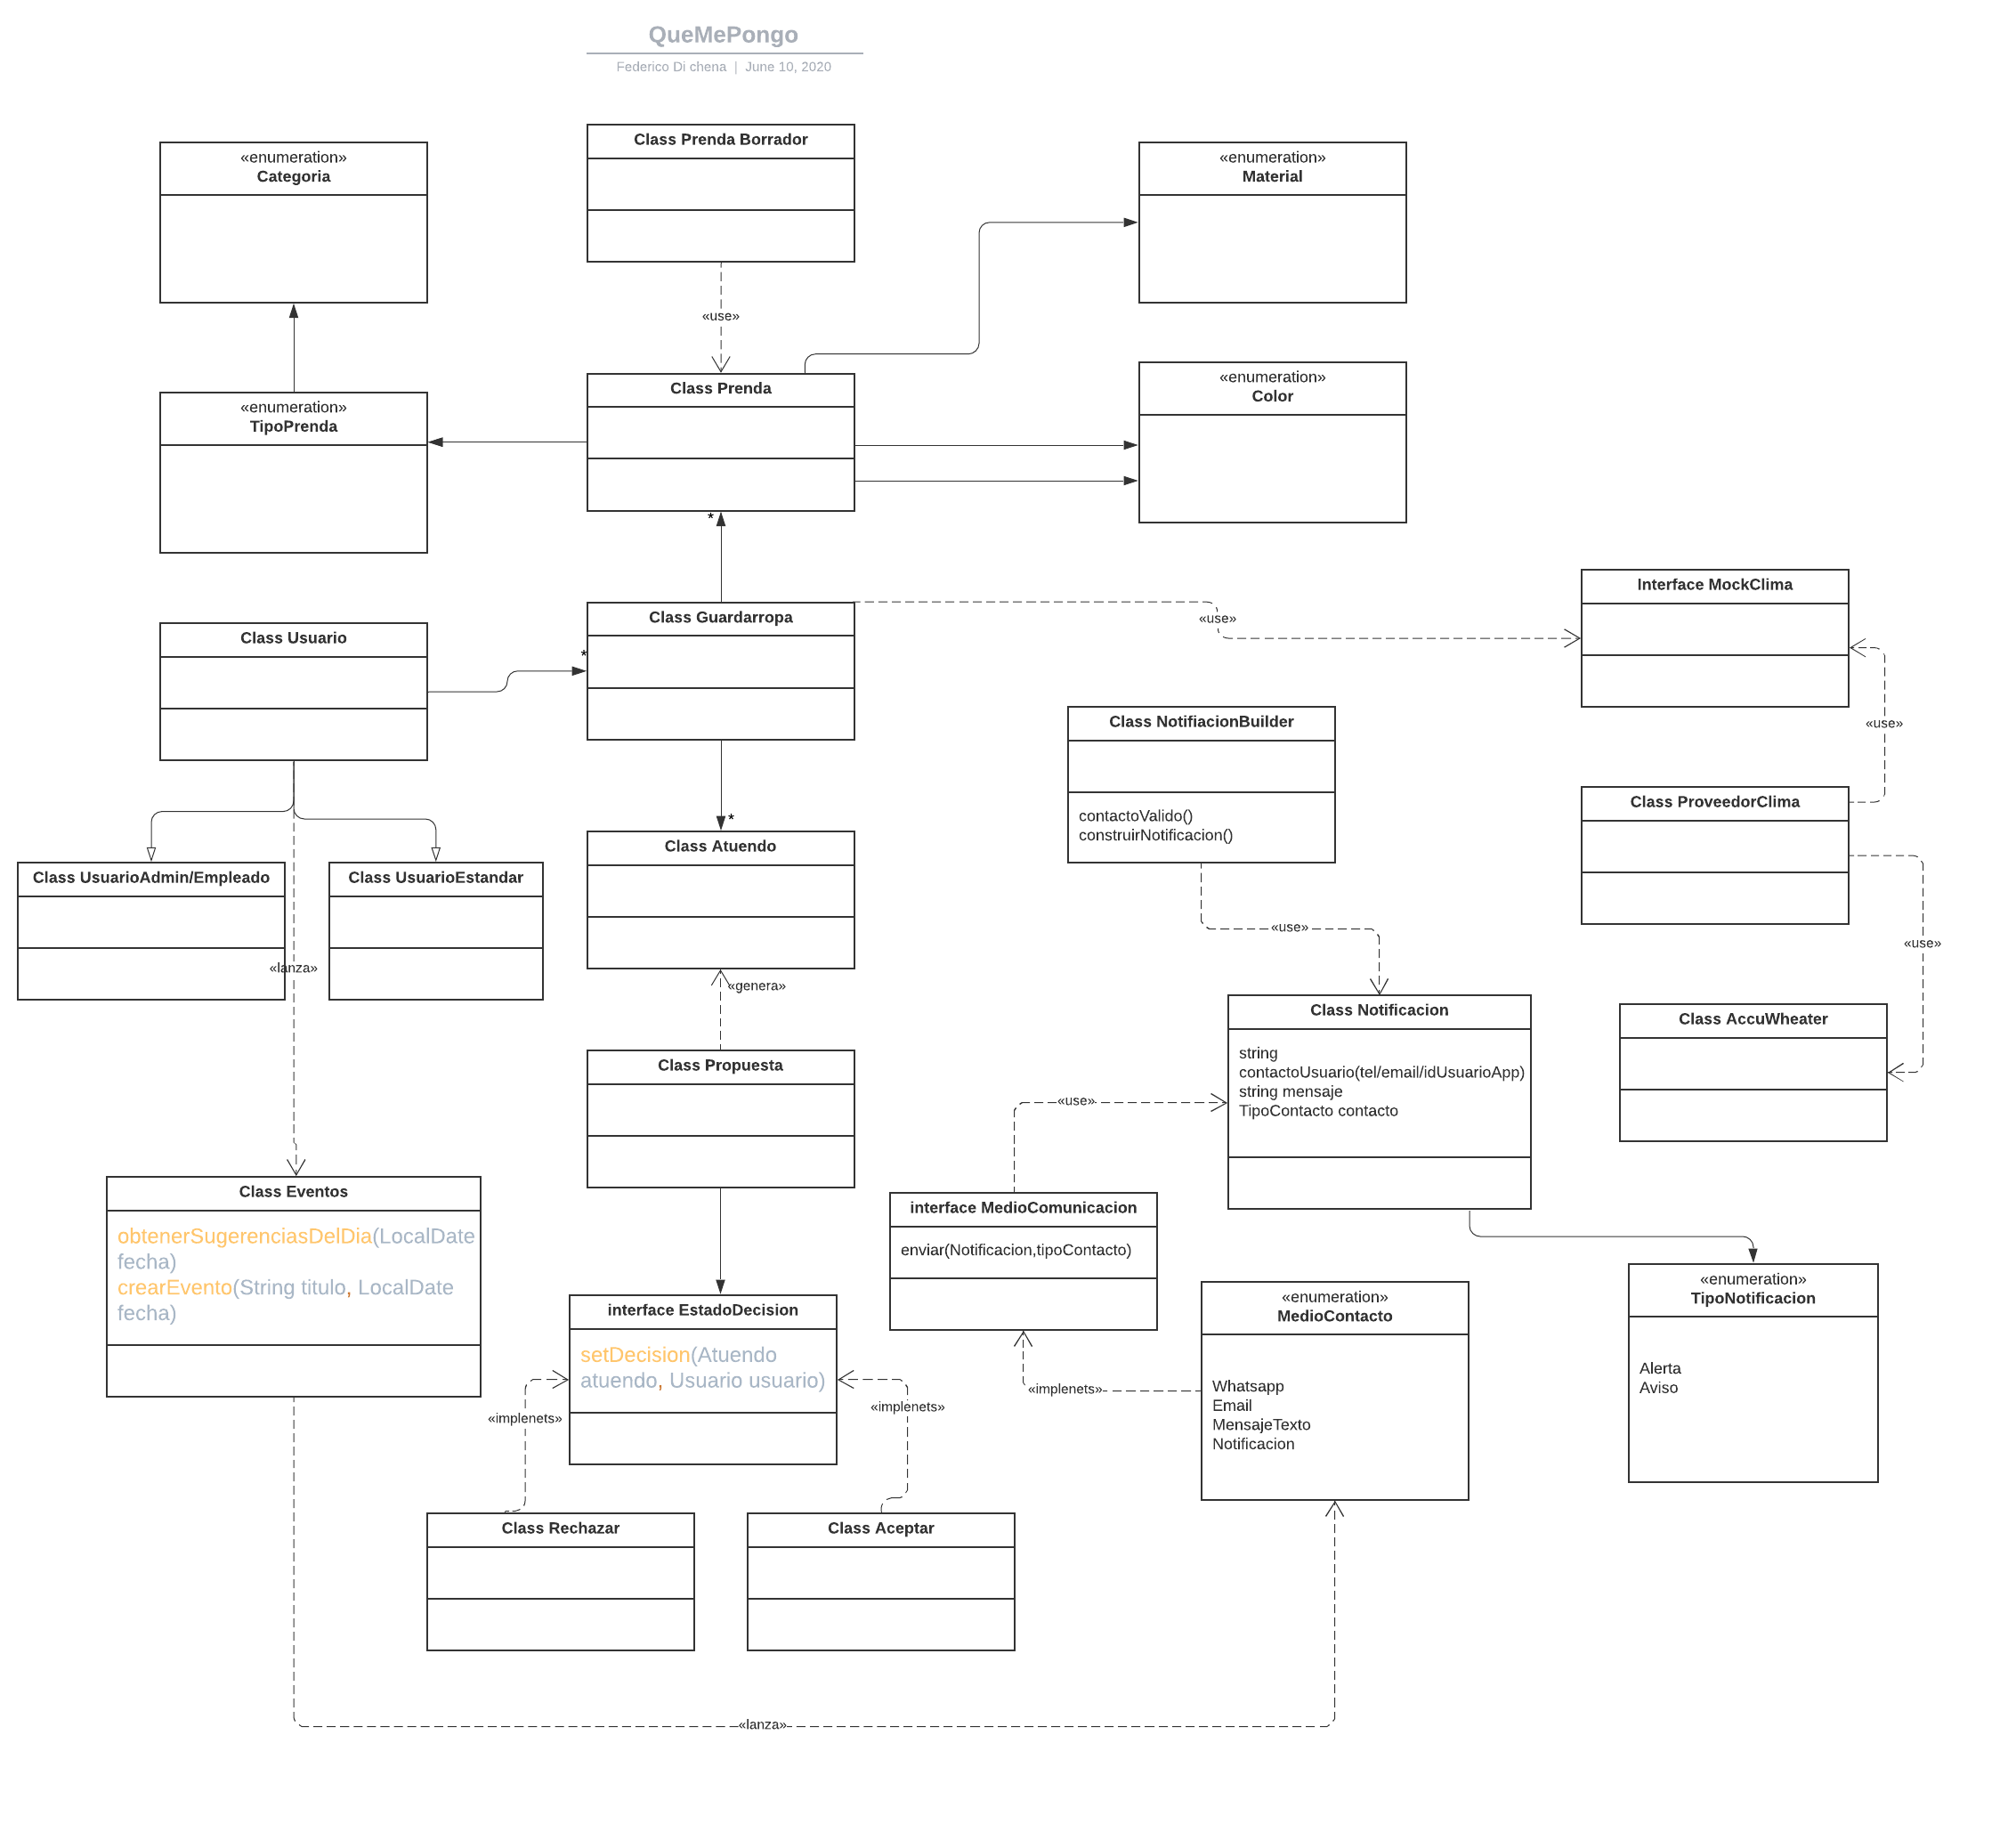 QueMePongo
Federico Di chena | June 10, 2020
Class Prenda Borrador
«enumeration»
Categoria
«enumeration»
Material
«use»
Class Prenda
«enumeration»
Color
«enumeration»
TipoPrenda
*
Interface MockClima
Class Guardarropa
«use»
Class Usuario
*
Class NotifiacionBuilder
«use»
contactoValido()
construirNotificacion()
Class ProveedorClima
*
Class Atuendo
Class UsuarioAdmin/Empleado
Class UsuarioEstandar
«use»
«use»
«lanza»
«genera»
Class Notificacion
Class AccuWheater
string
contactoUsuario(tel/email/idUsuarioApp)
string mensaje
TipoContacto contacto
Class Propuesta
«use»
Class Eventos
obtenerSugerenciasDelDia(LocalDate
fecha)
crearEvento(String titulo, LocalDate
fecha)
interface MedioComunicacion
enviar(Notificacion,tipoContacto)
«enumeration»
TipoNotificacion
Alerta
Aviso
«enumeration»
MedioContacto
Whatsapp
Email
MensajeTexto
Notificacion
interface EstadoDecision
setDecision(Atuendo
atuendo, Usuario usuario)
«implenets»
«implenets»
«implenets»
Class Rechazar
Class Aceptar
«lanza»